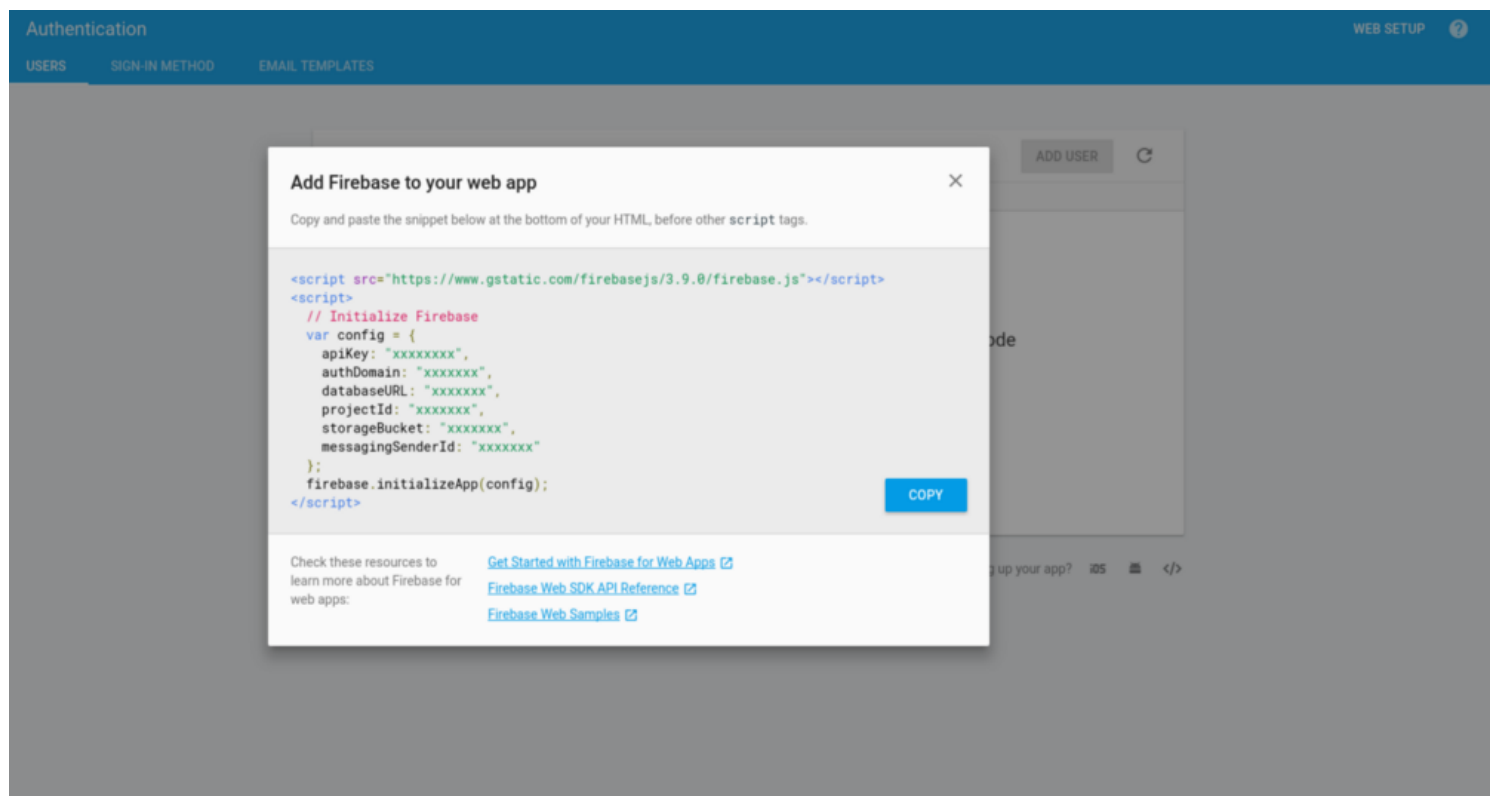 Authentication
WEB SETUP
USERS SIGN-IN METHOD EMAIL TEMPLATES
ADD USER
Add Firebase to your web app
Copy and paste the snippet below at the bottom of your HTML, before other script tags.
<script src="https://www.gstatic.com/firebasejs/3.9.0/firebase.js"></script>
<script>
// Initialize Firebase
var config = {
apiKey: "xxxxxxxx",
authDomain: "xxxxxxx",
databaseURL: "xxxxxxx",
projectId: "xxxxxxx",
storageBucket: "xxxxxxx",
messagingSenderId: "xxxxxxx"
};
firebase.initializeApp(config);
</script>
COPY
Check these resources to
learn more about Firebase for
web apps:
Get Started with Firebase for Web Apps
Firebase Web SDK API Reference
Firebase Web Samples
up your app? iOS </>